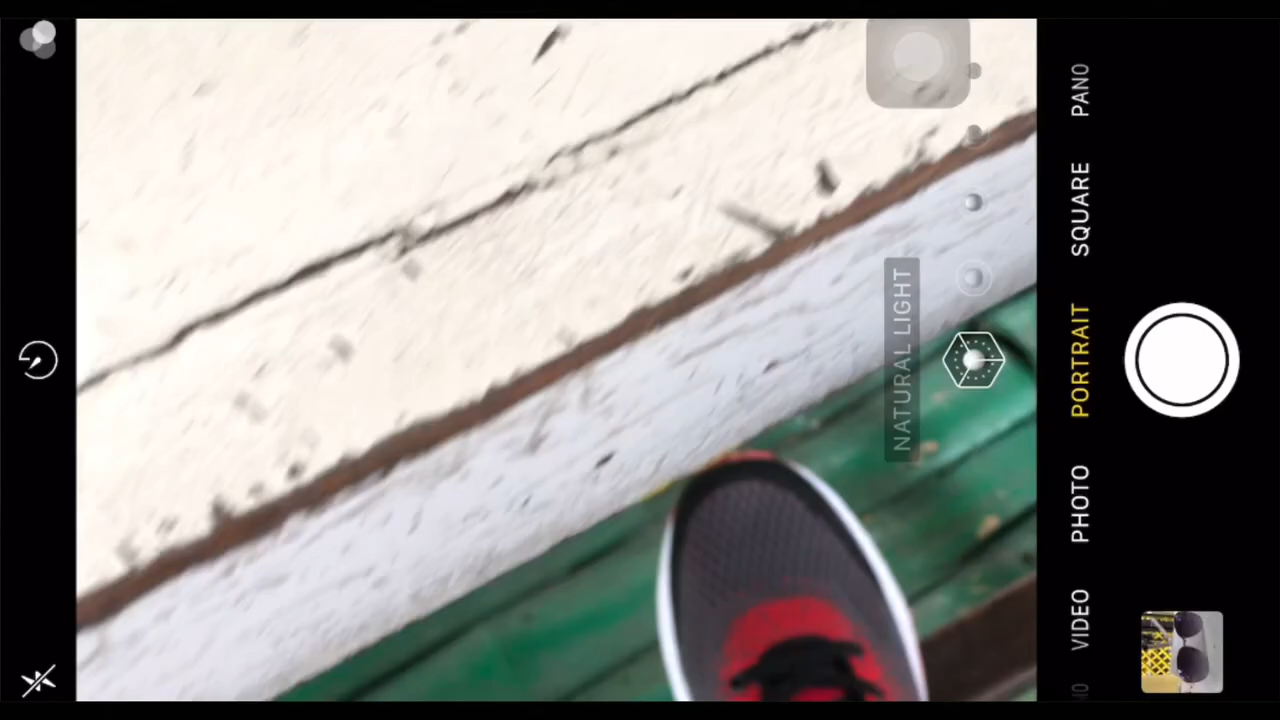 PANO
SQUARE
PORTRAIT
PHOTO
VIDEO
NATURAL LIGHT